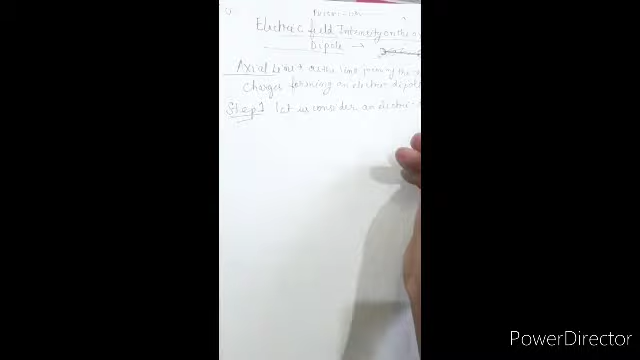 Electric field Intensity on the
Dipole →
Axial Line → is the line joining the
Charges forming an electric dipole
Step 1 let us consider an electric
PowerDirector